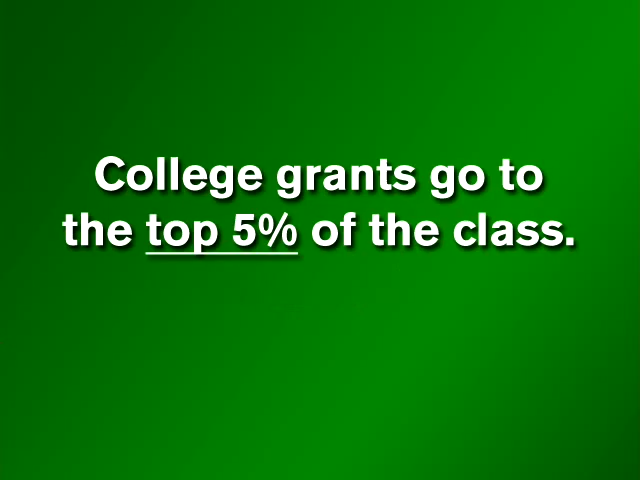 College grants go to
the top 5% of the class.